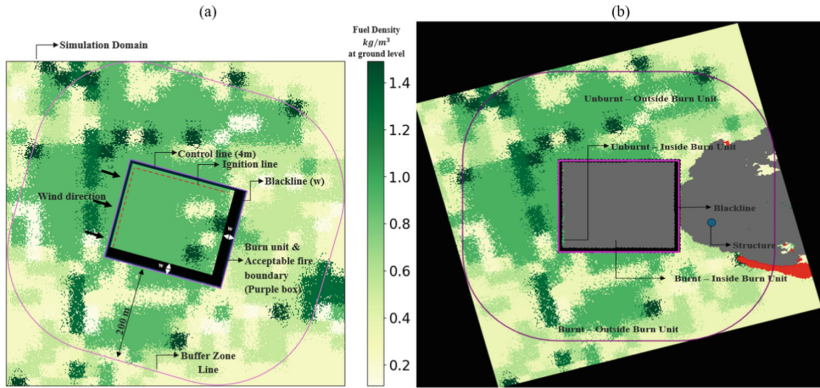 (a)
Simulation Domain
Control line (4m)
Ignition line
Blackline (w)
Wind direction
w
Burn unit &
Acceptable fire
boundary
(Purple box)
w
200 m
Buffer Zone
Line
Fuel Density
kg/m³
at ground level
1.4
1.2
1.0
0.8
0.6
0.4
0.2
(b)
Unburnt – Outside Burn Unit
Unburnt – Inside Burn Unit
Blackline
Structure
Burnt – Inside Burn Unit
Burnt – Outside Burn Unit